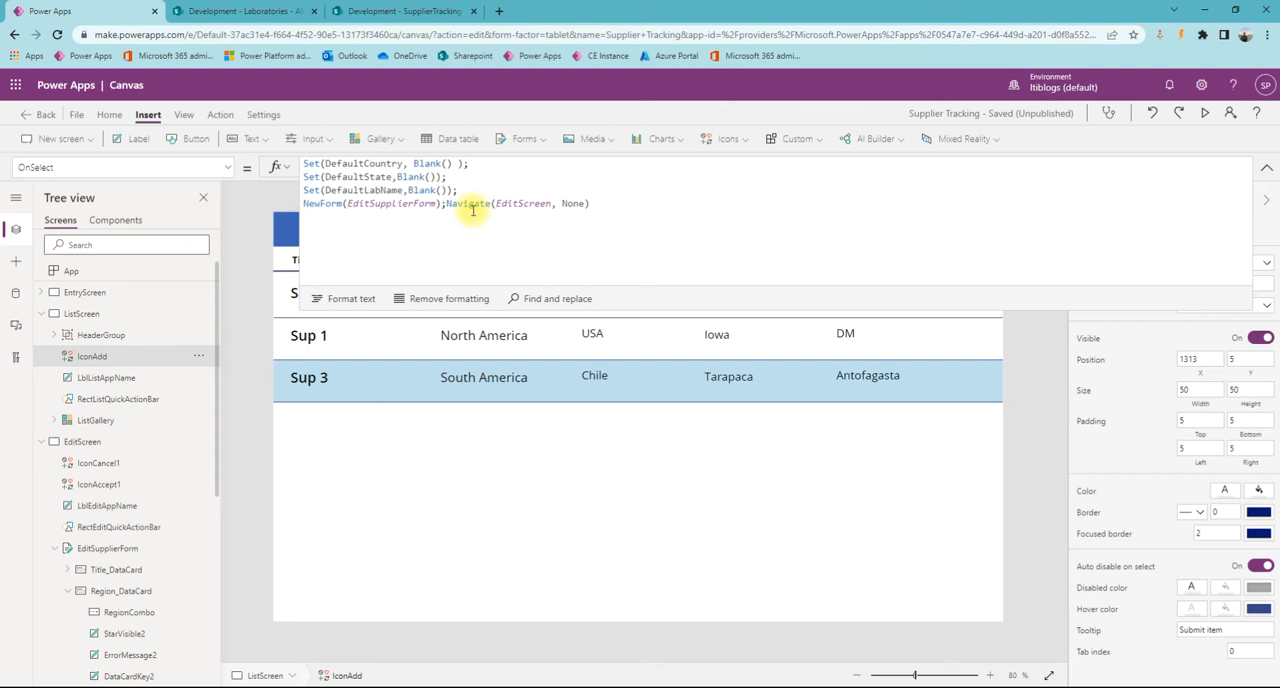 Power Apps
Development - Laboratories - Al
Development - SupplierTracking
make.powerapps.com/e/Default-37ac31e4-f664-4f52-90e5-13173f3460ca/canvas/?action=edit&form-factor=tablet&name=Supplier+Tracking&app-id=%2Fproviders%2FMicrosoft.PowerApps%2Fapps%2F0547a7e7-c964-449d-a201-d0f8a552...
Apps
Power Apps
Microsoft 365 admi...
Power Platform ad...
Outlook
OneDrive
Sharepoint
Power Apps
CE Instance
Azure Portal
Microsoft 365 admi...
Power Apps | Canvas
Environment
ltiblogs (default)
SP
Back
File
Home
Insert
View
Action
Settings
Supplier Tracking - Saved (Unpublished)
New screen
Label
Button
Text
Input
Gallery
Data table
Forms
Media
Charts
Icons
Custom
AI Builder
Mixed Reality
OnSelect
=
fx
Set(DefaultCountry, Blank() );
Set(DefaultState,Blank());
Set(DefaultLabName,Blank());
NewForm(EditSupplierForm);Navigate(EditScreen, None)
Format text
Remove formatting
Find and replace
Tree view
Screens
Components
Search
App
EntryScreen
ListScreen
HeaderGroup
IconAdd
LblListAppName
RectListQuickActionBar
ListGallery
EditScreen
IconCancel1
IconAccept1
LblEditAppName
RectEditQuickActionBar
EditSupplierForm
Title_DataCard
Region_DataCard
RegionCombo
StarVisible2
ErrorMessage2
DataCardKey2
Sup 1
North America
USA
Iowa
DM
Sup 3
South America
Chile
Tarapaca
Antofagasta
Visible
On
Position
1313
5
X
Y
Size
50
50
Width
Height
Padding
5
5
Top
Bottom
5
5
Left
Right
Color
Border
0
Focused border
2
Auto disable on select
On
Disabled color
Hover color
Tooltip
Submit item
Tab index
0
ListScreen
IconAdd
80 %